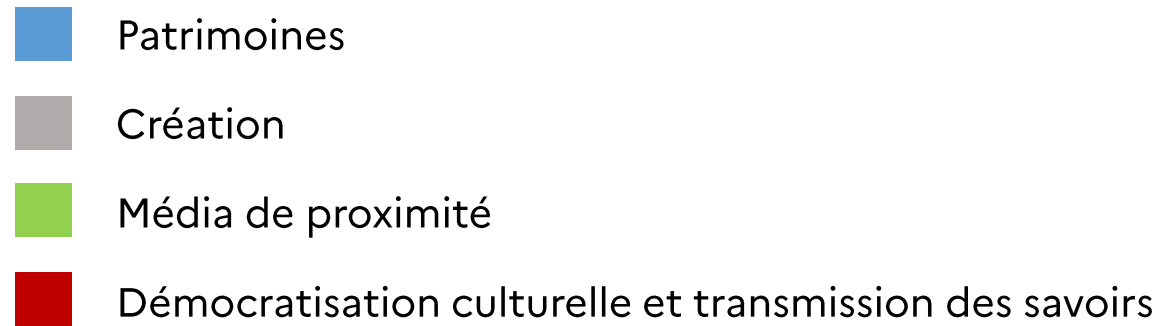 Patrimoines
Création
Média de proximité
Démocratisation culturelle et transmission des savoirs